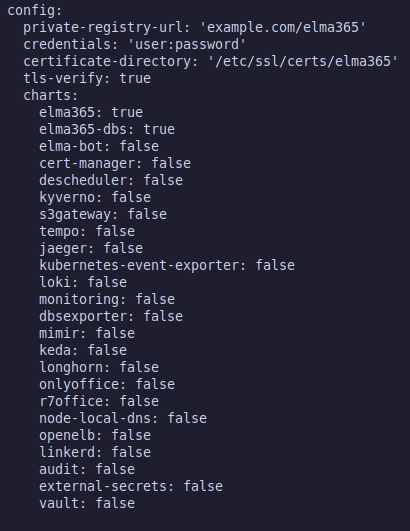 config:
  private-registry-url: 'example.com/elma365'
  credentials: 'user:password'
  certificate-directory: '/etc/ssl/certs/elma365'
  tls-verify: true
  charts:
    elma365: true
    elma365-dbs: true
    elma-bot: false
    cert-manager: false
    descheduler: false
    kyverno: false
    s3gateway: false
    tempo: false
    jaeger: false
    kubernetes-event-exporter: false
    loki: false
    monitoring: false
    dbsexporter: false
    mimir: false
    keda: false
    longhorn: false
    onlyoffice: false
    r7office: false
    node-local-dns: false
    openelb: false
    linkerd: false
    audit: false
    external-secrets: false
    vault: false